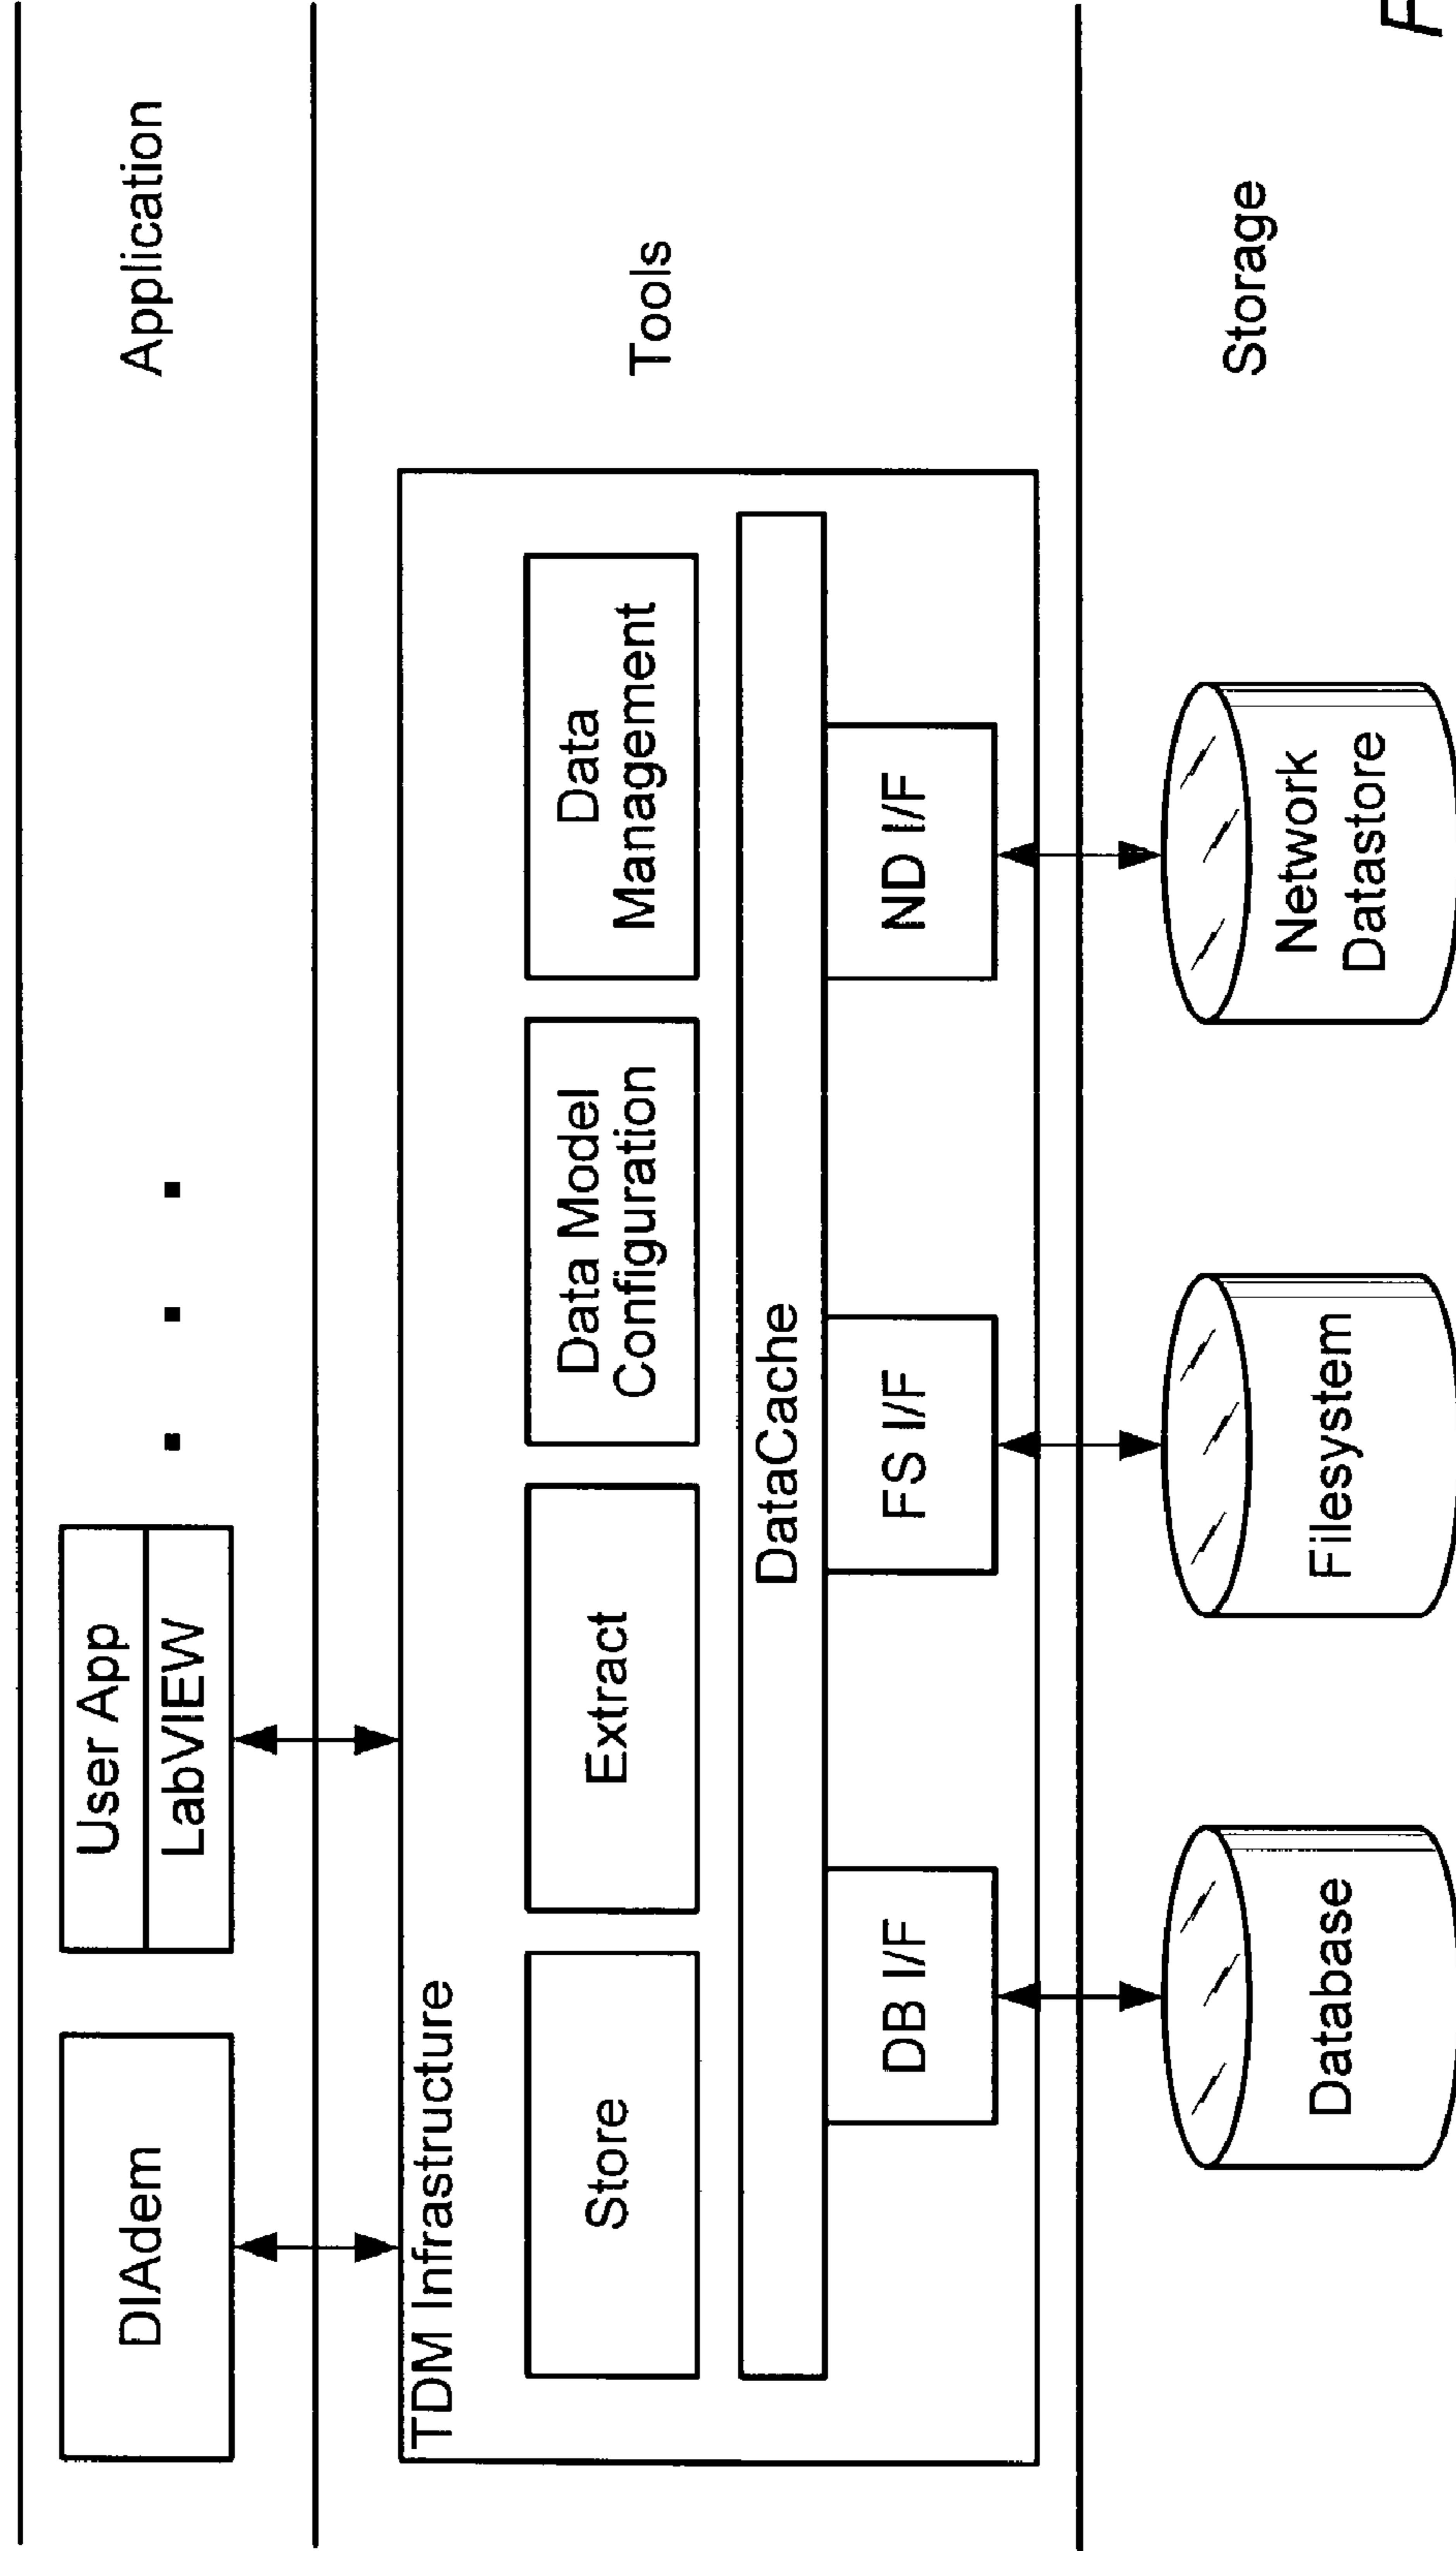 DIAdem
User App
LabVIEW
Application
TDM Infrastructure
Store
Extract
Data Model
Configuration
Data
Management
Tools
DataCache
DB I/F
FS I/F
ND I/F
Database
Filesystem
Network
Datastore
Storage
F